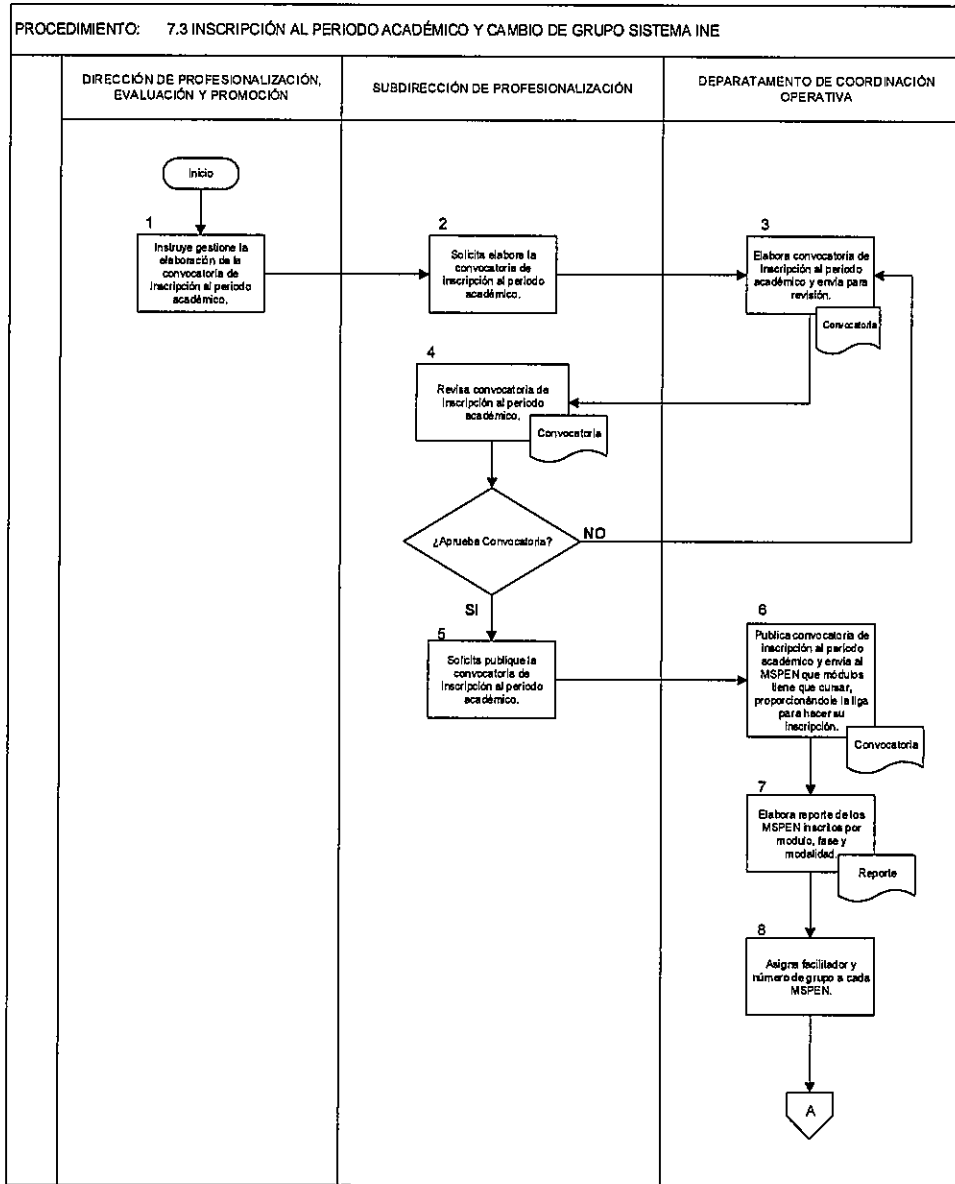 PROCEDIMIENTO: 7.3 INSCRIPCIÓN AL PERIODO ACADÉMICO Y CAMBIO DE GRUPO SISTEMA INE
DIRECCIÓN DE PROFESIONALIZACIÓN,
EVALUACIÓN Y PROMOCIÓN
SUBDIRECCIÓN DE PROFESIONALIZACIÓN
DEPARATAMENTO DE COORDINACIÓN
OPERATIVA
Inicio
1
Instruye gestione la
elaboración de la
convocatoria de
inscripción al periodo
académico.
2
Solicita elabore la
convocatoria de
inscripción al periodo
académico.
3
Elabora convocatoria de
inscripción al periodo
académico y envía para
revisión.
Convocatoria
4
Revisa convocatoria de
inscripción al periodo
académico.
Convocatoria
¿Aprueba Convocatoria?
NO
SI
5
Solicita publique la
convocatoria de
inscripción al periodo
académico.
6
Publica convocatoria de
inscripción al periodo
académico y envía al
MSPEN que módulos
tiene que cursar,
proporcionándole la liga
para hacer su
inscripción.
Convocatoria
7
Elabora reporte de los
MSPEN inscritos por
modulo, fase y
modalidad.
Reporte
8
Asigna facilitador y
número de grupo a cada
MSPEN.
A